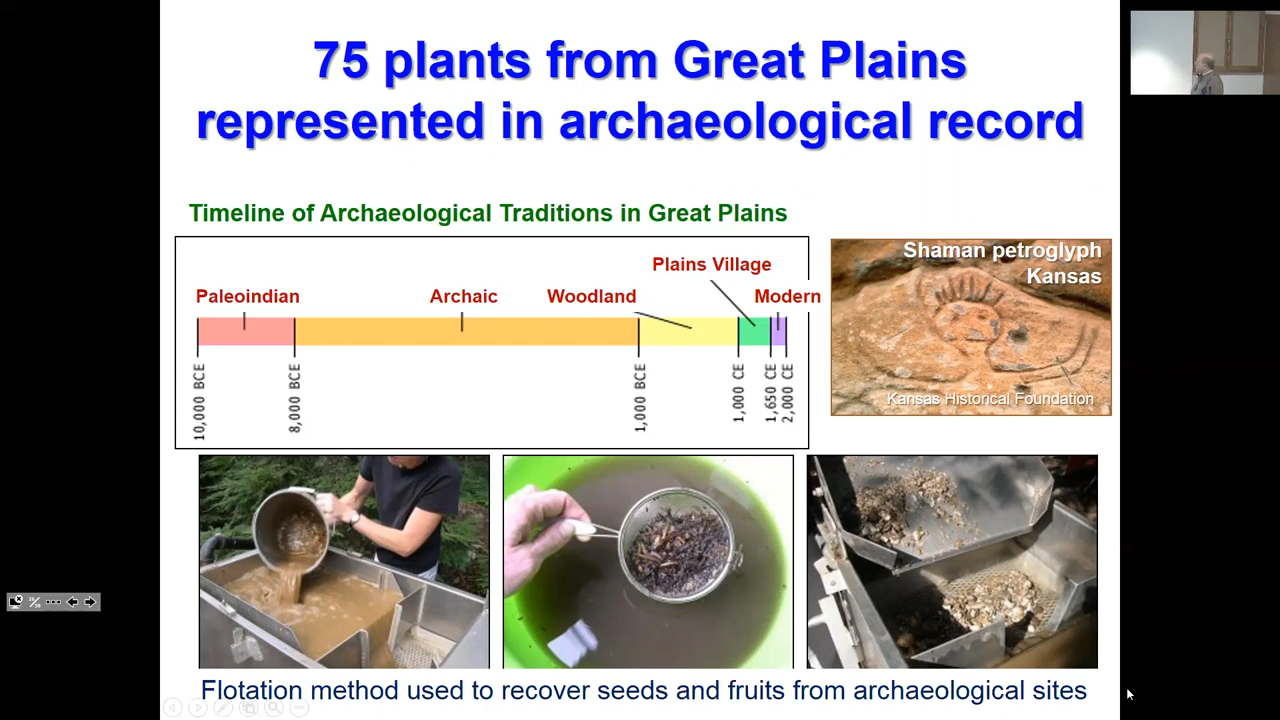 75 plants from Great Plains
represented in archaeological record
Timeline of Archaeological Traditions in Great Plains
Plains Village
Paleoindian
Archaic
Woodland
Modern
10,000 BCE
8,000 BCE
1,000 BCE
1,000 CE
1,650 CE
2,000 CE
Shaman petroglyph
Kansas
Kansas Historical Foundation
Flotation method used to recover seeds and fruits from archaeological sites